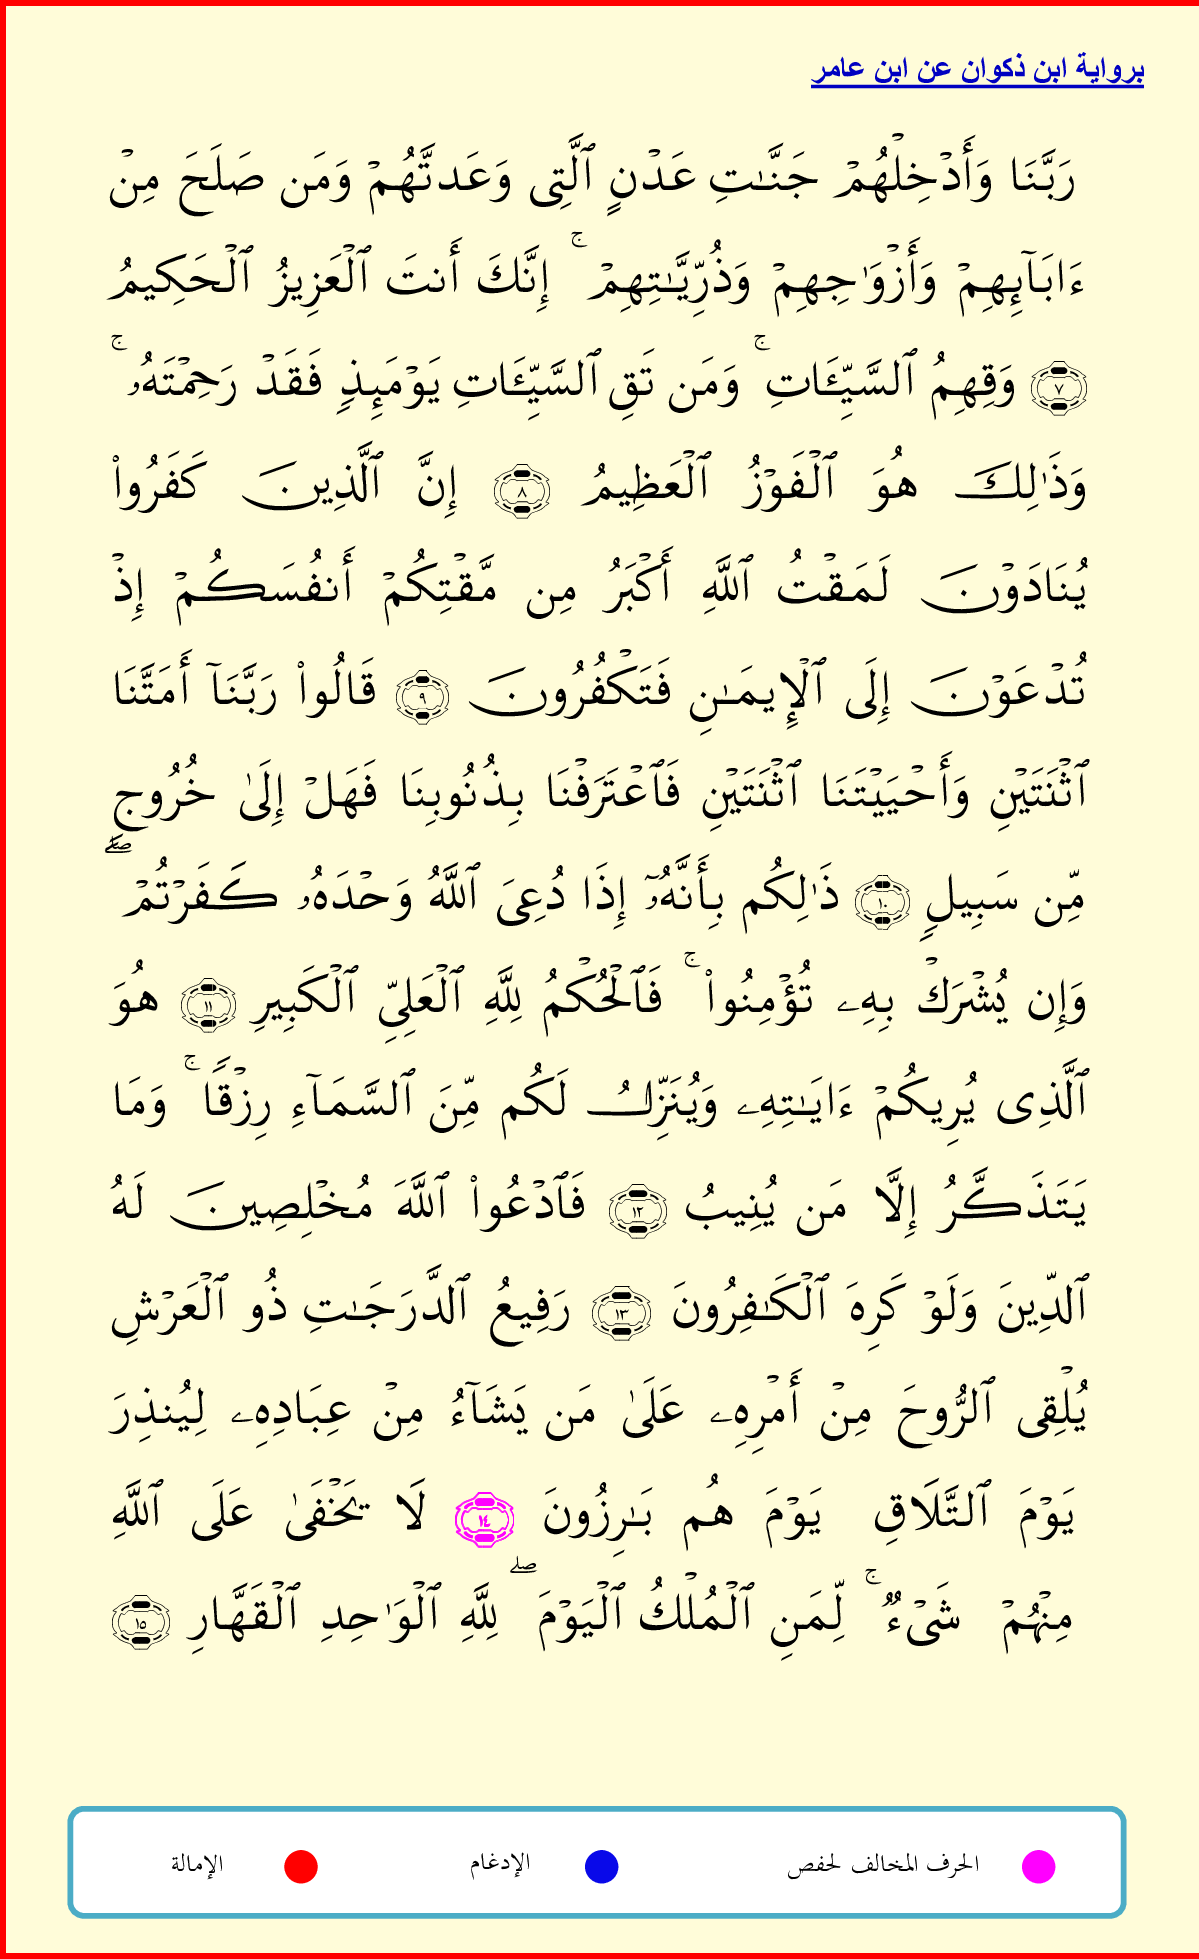 برواية ابن ذكوان عن ابن عامر
رَبَّنَا وَأَدۡخِلۡهُمۡ جَنَّٰتِ عَدۡنٍ ٱلَّتِى وَعَدتَّهُمۡ وَمَن صَلَحَ مِنۡ
ءَابَآئِهِمۡ وَأَزۡوَٰجِهِمۡ وَذُرِّيَّٰتِهِمۡۚ إِنَّكَ أَنتَ ٱلۡعَزِيزُ ٱلۡحَكِيمُ
٧ وَقِهِمُ ٱلسَّيِّـَٔاتِۚ وَمَن تَقِ ٱلسَّيِّـَٔاتِ يَوۡمَئِذٍ فَقَدۡ رَحِمۡتَهُۥۚ
وَذَٰلِكَ هُوَ ٱلۡفَوۡزُ ٱلۡعَظِيمُ ٨ إِنَّ ٱلَّذِينَ كَفَرُواْ
يُنَادَوۡنَ لَمَقۡتُ ٱللَّهِ أَكۡبَرُ مِن مَّقۡتِكُمۡ أَنفُسَكُمۡ إِذۡ
تُدۡعَوۡنَ إِلَى ٱلۡإِيمَٰنِ فَتَكۡفُرُونَ ٩ قَالُواْ رَبَّنَآ أَمَتَّنَا
ٱثۡنَتَيۡنِ وَأَحۡيَيۡتَنَا ٱثۡنَتَيۡنِ فَٱعۡتَرَفۡنَا بِذُنُوبِنَا فَهَلۡ إِلَىٰ خُرُوجٍ
مِّن سَبِيلٍ ١٠ ذَٰلِكُم بِأَنَّهُۥٓ إِذَا دُعِىَ ٱللَّهُ وَحۡدَهُۥ كَفَرۡتُمۡۖ
وَإِن يُشۡرَكۡ بِهِۦ تُؤۡمِنُواْۚ فَٱلۡحُكۡمُ لِلَّهِ ٱلۡعَلِىِّ ٱلۡكَبِيرِ ١١ هُوَ
ٱلَّذِى يُرِيكُمۡ ءَايَٰتِهِۦ وَيُنَزِّلُ لَكُم مِّنَ ٱلسَّمَآءِ رِزۡقًاۚ وَمَا
يَتَذَكَّرُ إِلَّا مَن يُنِيبُ ١٢ فَٱدۡعُواْ ٱللَّهَ مُخۡلِصِينَ لَهُ
ٱلدِّينَ وَلَوۡ كَرِهَ ٱلۡكَٰفِرُونَ ١٣ رَفِيعُ ٱلدَّرَجَٰتِ ذُو ٱلۡعَرۡشِ
يُلۡقِى ٱلرُّوحَ مِنۡ أَمۡرِهِۦ عَلَىٰ مَن يَشَآءُ مِنۡ عِبَادِهِۦ لِيُنذِرَ
يَوۡمَ ٱلتَّلَاقِ يَوۡمَ هُم بَٰرِزُونَ ١٤ لَا يَخۡفَىٰ عَلَى ٱللَّهِ
مِنۡهُمۡ شَىۡءٌۚ لِّمَنِ ٱلۡمُلۡكُ ٱلۡيَوۡمَۖ لِلَّهِ ٱلۡوَٰحِدِ ٱلۡقَهَّارِ ١٥
الحرف المخالف لحفص الإدغام الإمالة